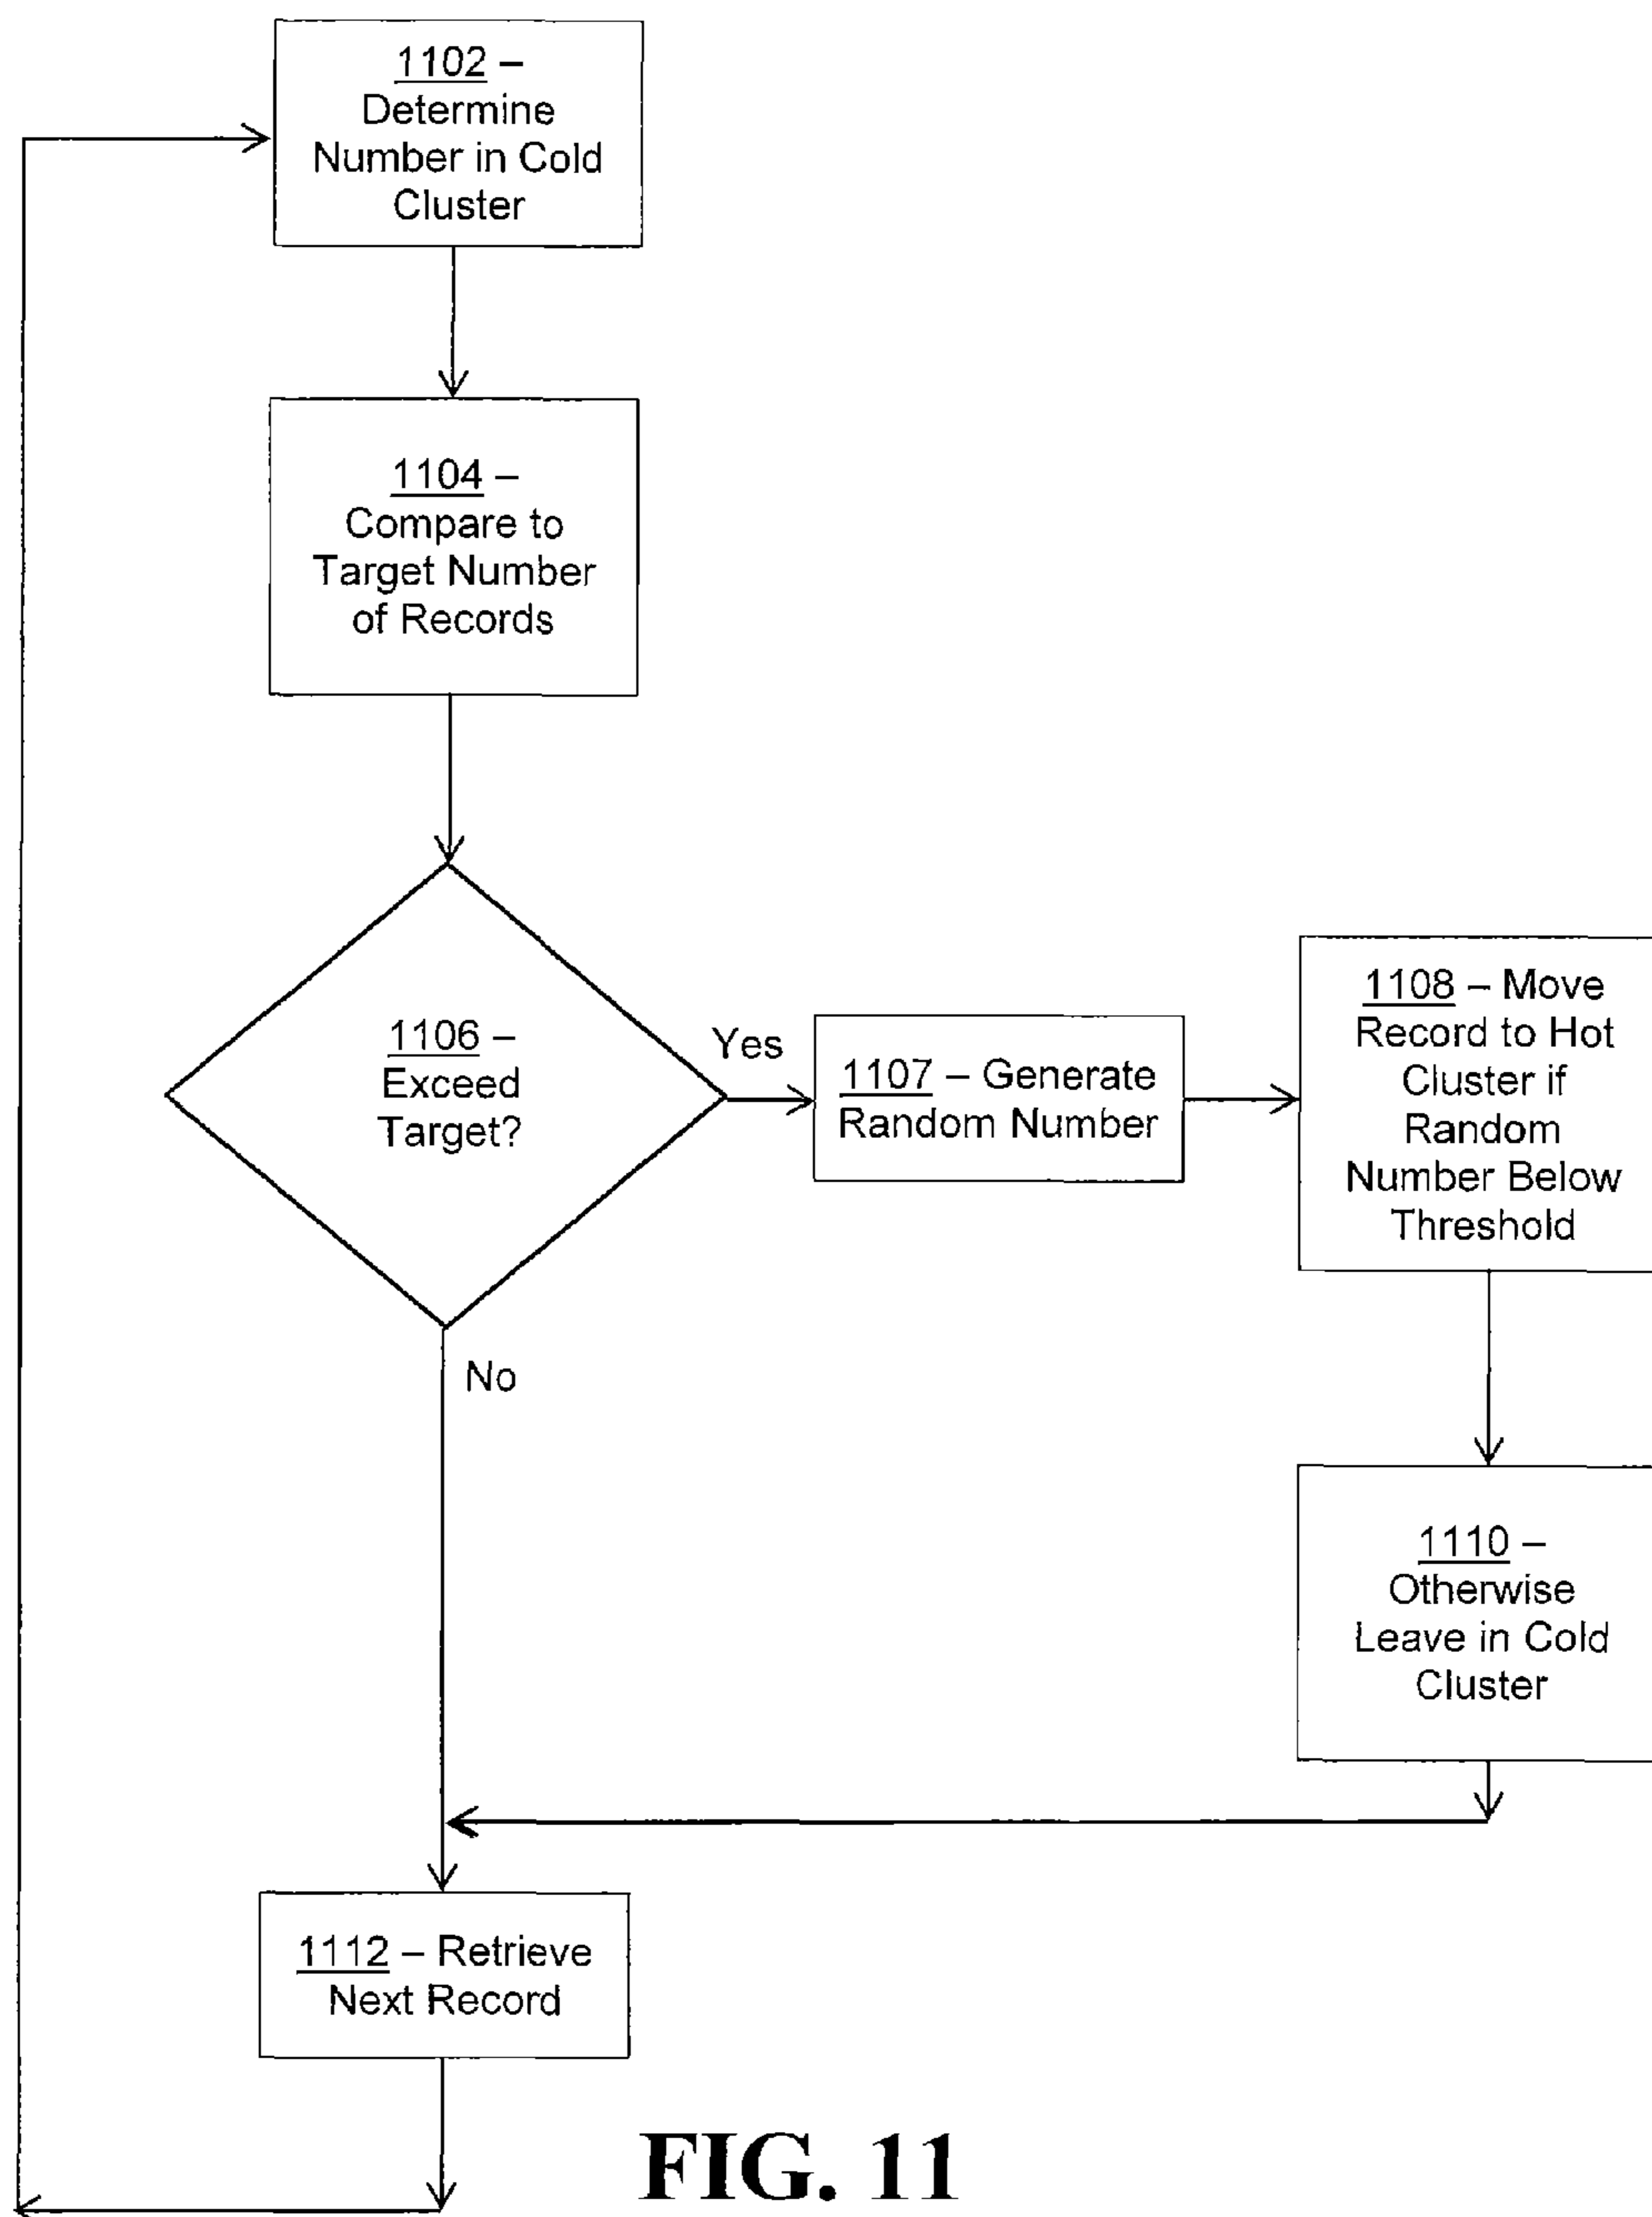 1102 –
Determine
Number in Cold
Cluster
1104 –
Compare to
Target Number
of Records
1106 –
Exceed
Target?
Yes
1107 – Generate
Random Number
1108 – Move
Record to Hot
Cluster if
Random
Number Below
Threshold
No
1110 –
Otherwise
Leave in Cold
Cluster
1112 – Retrieve
Next Record
FIG. 11